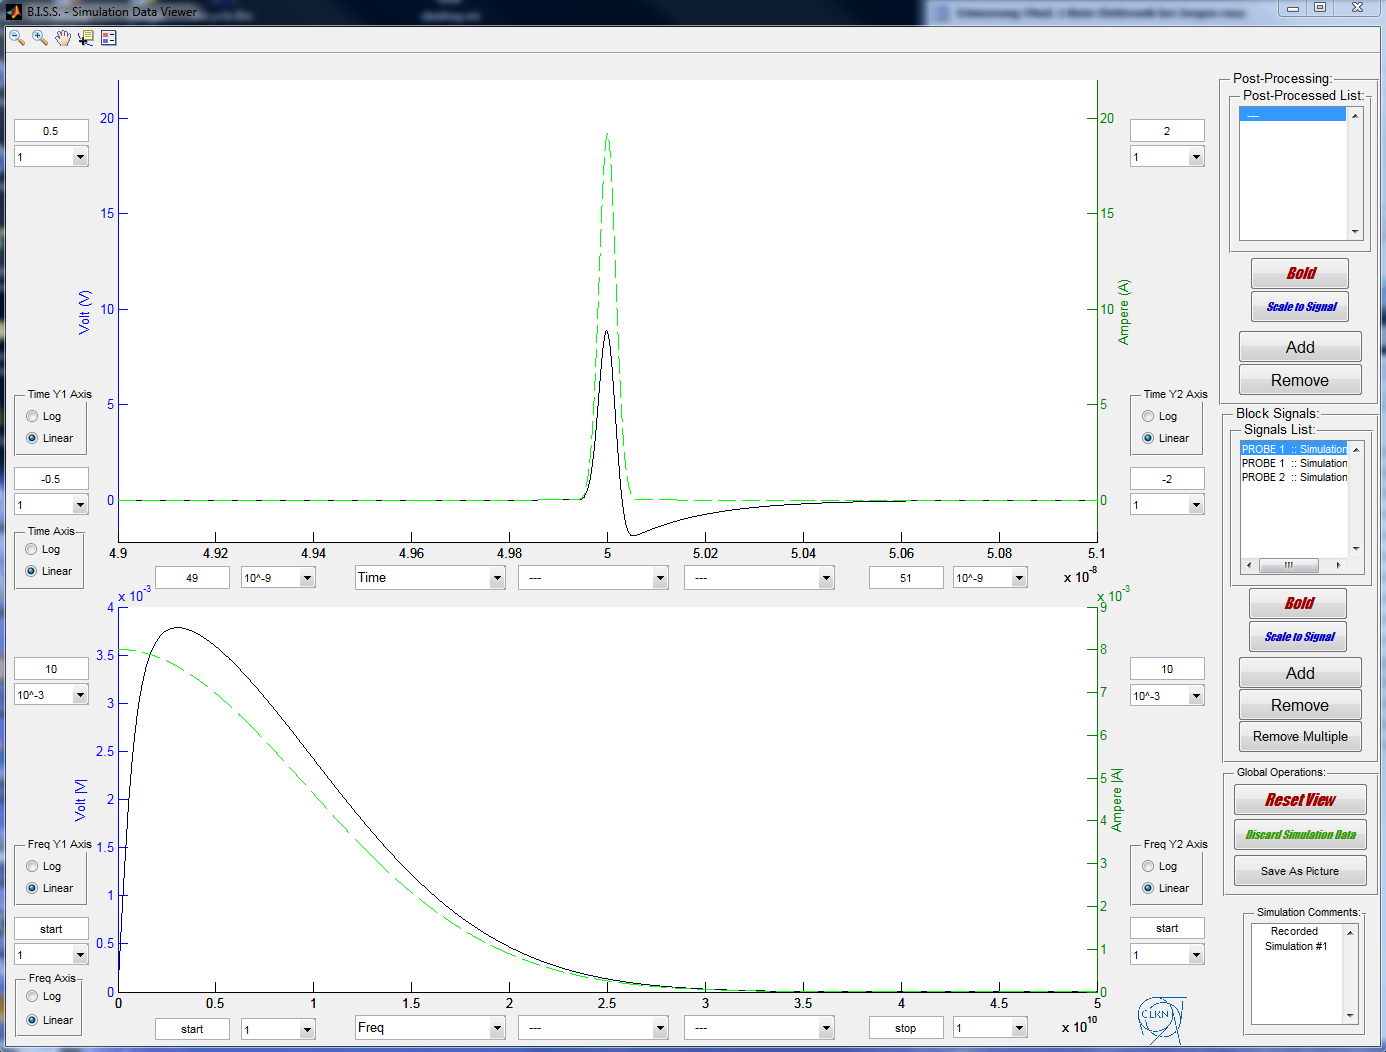 B.I.S.S. - Simulation Data Viewer
0.5
1
20
15
10
5
0
Volt (V)
20
15
10
5
0
Ampere (A)
2
1
Time Y1 Axis
Log
Linear
-0.5
1
Time Axis
Log
Linear
Time Y2 Axis
Log
Linear
-2
1
4.9
4.92
4.94
4.96
4.98
5
5.02
5.04
5.06
5.08
5.1
x 10^-8
49
10^-9
Time
---
---
51
10^-9
x 10^-3
4
3.5
3
2.5
2
1.5
1
0.5
0
Volt |V|
x 10^-3
9
8
7
6
5
4
3
2
1
0
Ampere |A|
10
10^-3
10
10^-3
Freq Y1 Axis
Log
Linear
start
1
Freq Axis
Log
Linear
Freq Y2 Axis
Log
Linear
start
1
0
0.5
1
1.5
2
2.5
3
3.5
4
4.5
5
x 10^10
start
1
Freq
---
---
stop
1
CLKN
Post-Processing:
Post-Processed List:
---
Bold
Scale to Signal
Add
Remove
Block Signals:
Signals List:
PROBE 1 :: Simulation
PROBE 1 :: Simulation
PROBE 2 :: Simulation
Bold
Scale to Signal
Add
Remove
Remove Multiple
Global Operations:
Reset View
Discard Simulation Data
Save As Picture
Simulation Comments:
Recorded
Simulation #1